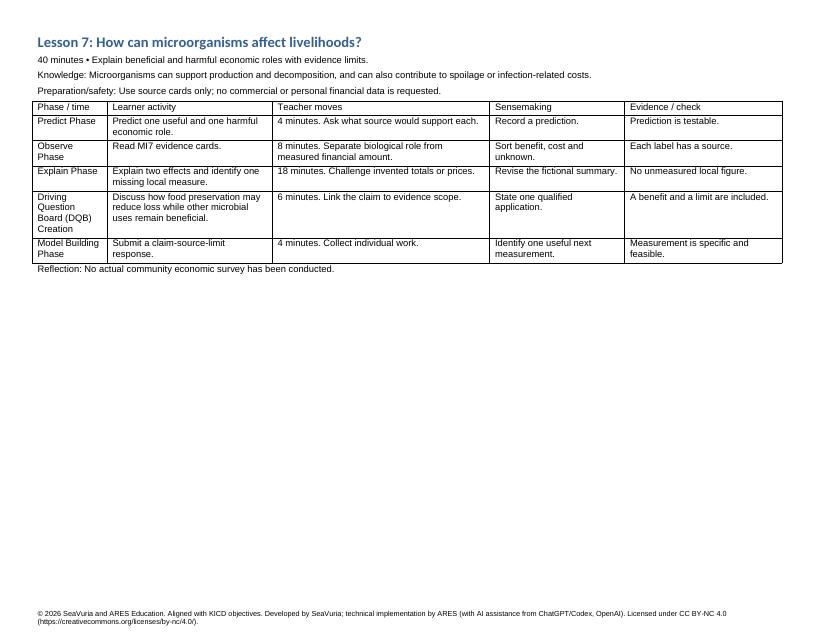 Lesson 7: How can microorganisms affect livelihoods?
40 minutes • Explain beneficial and harmful economic roles with evidence limits.
Knowledge: Microorganisms can support production and decomposition, and can also contribute to spoilage or infection-related costs.
Preparation/safety: Use source cards only; no commercial or personal financial data is requested.
Phase / time
Learner activity
Teacher moves
Sensemaking
Evidence / check
Predict Phase
Predict one useful and one harmful
economic role.
4 minutes. Ask what source would support each.
Record a prediction.
Prediction is testable.
Observe
Phase
Read MI7 evidence cards.
8 minutes. Separate biological role from
measured financial amount.
Sort benefit, cost and
unknown.
Each label has a source.
Explain Phase
Explain two effects and identify one
missing local measure.
18 minutes. Challenge invented totals or prices.
Revise the fictional summary.
No unmeasured local figure.
Driving
Question
Board (DQB)
Creation
Discuss how food preservation may
reduce loss while other microbial
uses remain beneficial.
6 minutes. Link the claim to evidence scope.
State one qualified
application.
A benefit and a limit are included.
Model Building
Phase
Submit a claim-source-limit
response.
4 minutes. Collect individual work.
Identify one useful next
measurement.
Measurement is specific and
feasible.
Reflection: No actual community economic survey has been conducted.
© 2026 SeaVuria and ARES Education. Aligned with KICD objectives. Developed by SeaVuria; technical implementation by ARES (with AI assistance from ChatGPT/Codex, OpenAI). Licensed under CC BY-NC 4.0
(https://creativecommons.org/licenses/by-nc/4.0/).